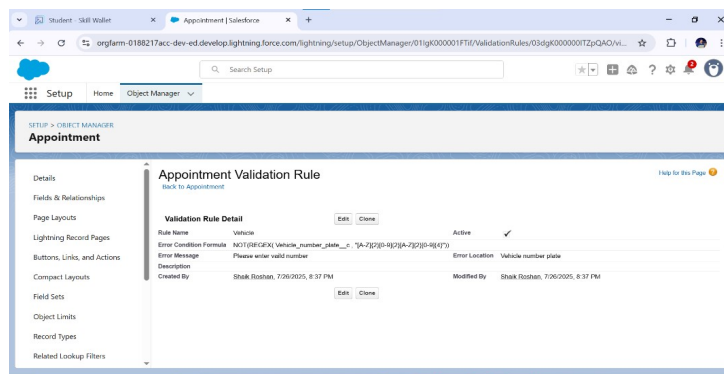 Student - Skill Wallet
Appointment | Salesforce
orgfarm-0188217acc-dev-ed.develop.lightning.force.com/lightning/setup/ObjectManager/01IgK000001FTif/ValidationRules/03dgK000000ITZpQAO/vi...
Search Setup
2
Setup Home Object Manager
SETUP > OBJECT MANAGER
Appointment
Details
Fields & Relationships
Page Layouts
Lightning Record Pages
Buttons, Links, and Actions
Compact Layouts
Field Sets
Object Limits
Record Types
Related Lookup Filters
Appointment Validation Rule
Help for this Page
Back to Appointment
Validation Rule Detail Edit Clone
Rule Name Vehicle Active
Error Condition Formula NOT(REGEX( Vehicle_number_plate__c , "[A-Z]{2}[0-9]{2}[A-Z]{2}[0-9]{4}"))
Error Message Please enter vaild number Error Location Vehicle number plate
Description
Created By Shaik Roshan, 7/26/2025, 8:37 PM Modified By Shaik Roshan, 7/26/2025, 8:37 PM
Edit Clone